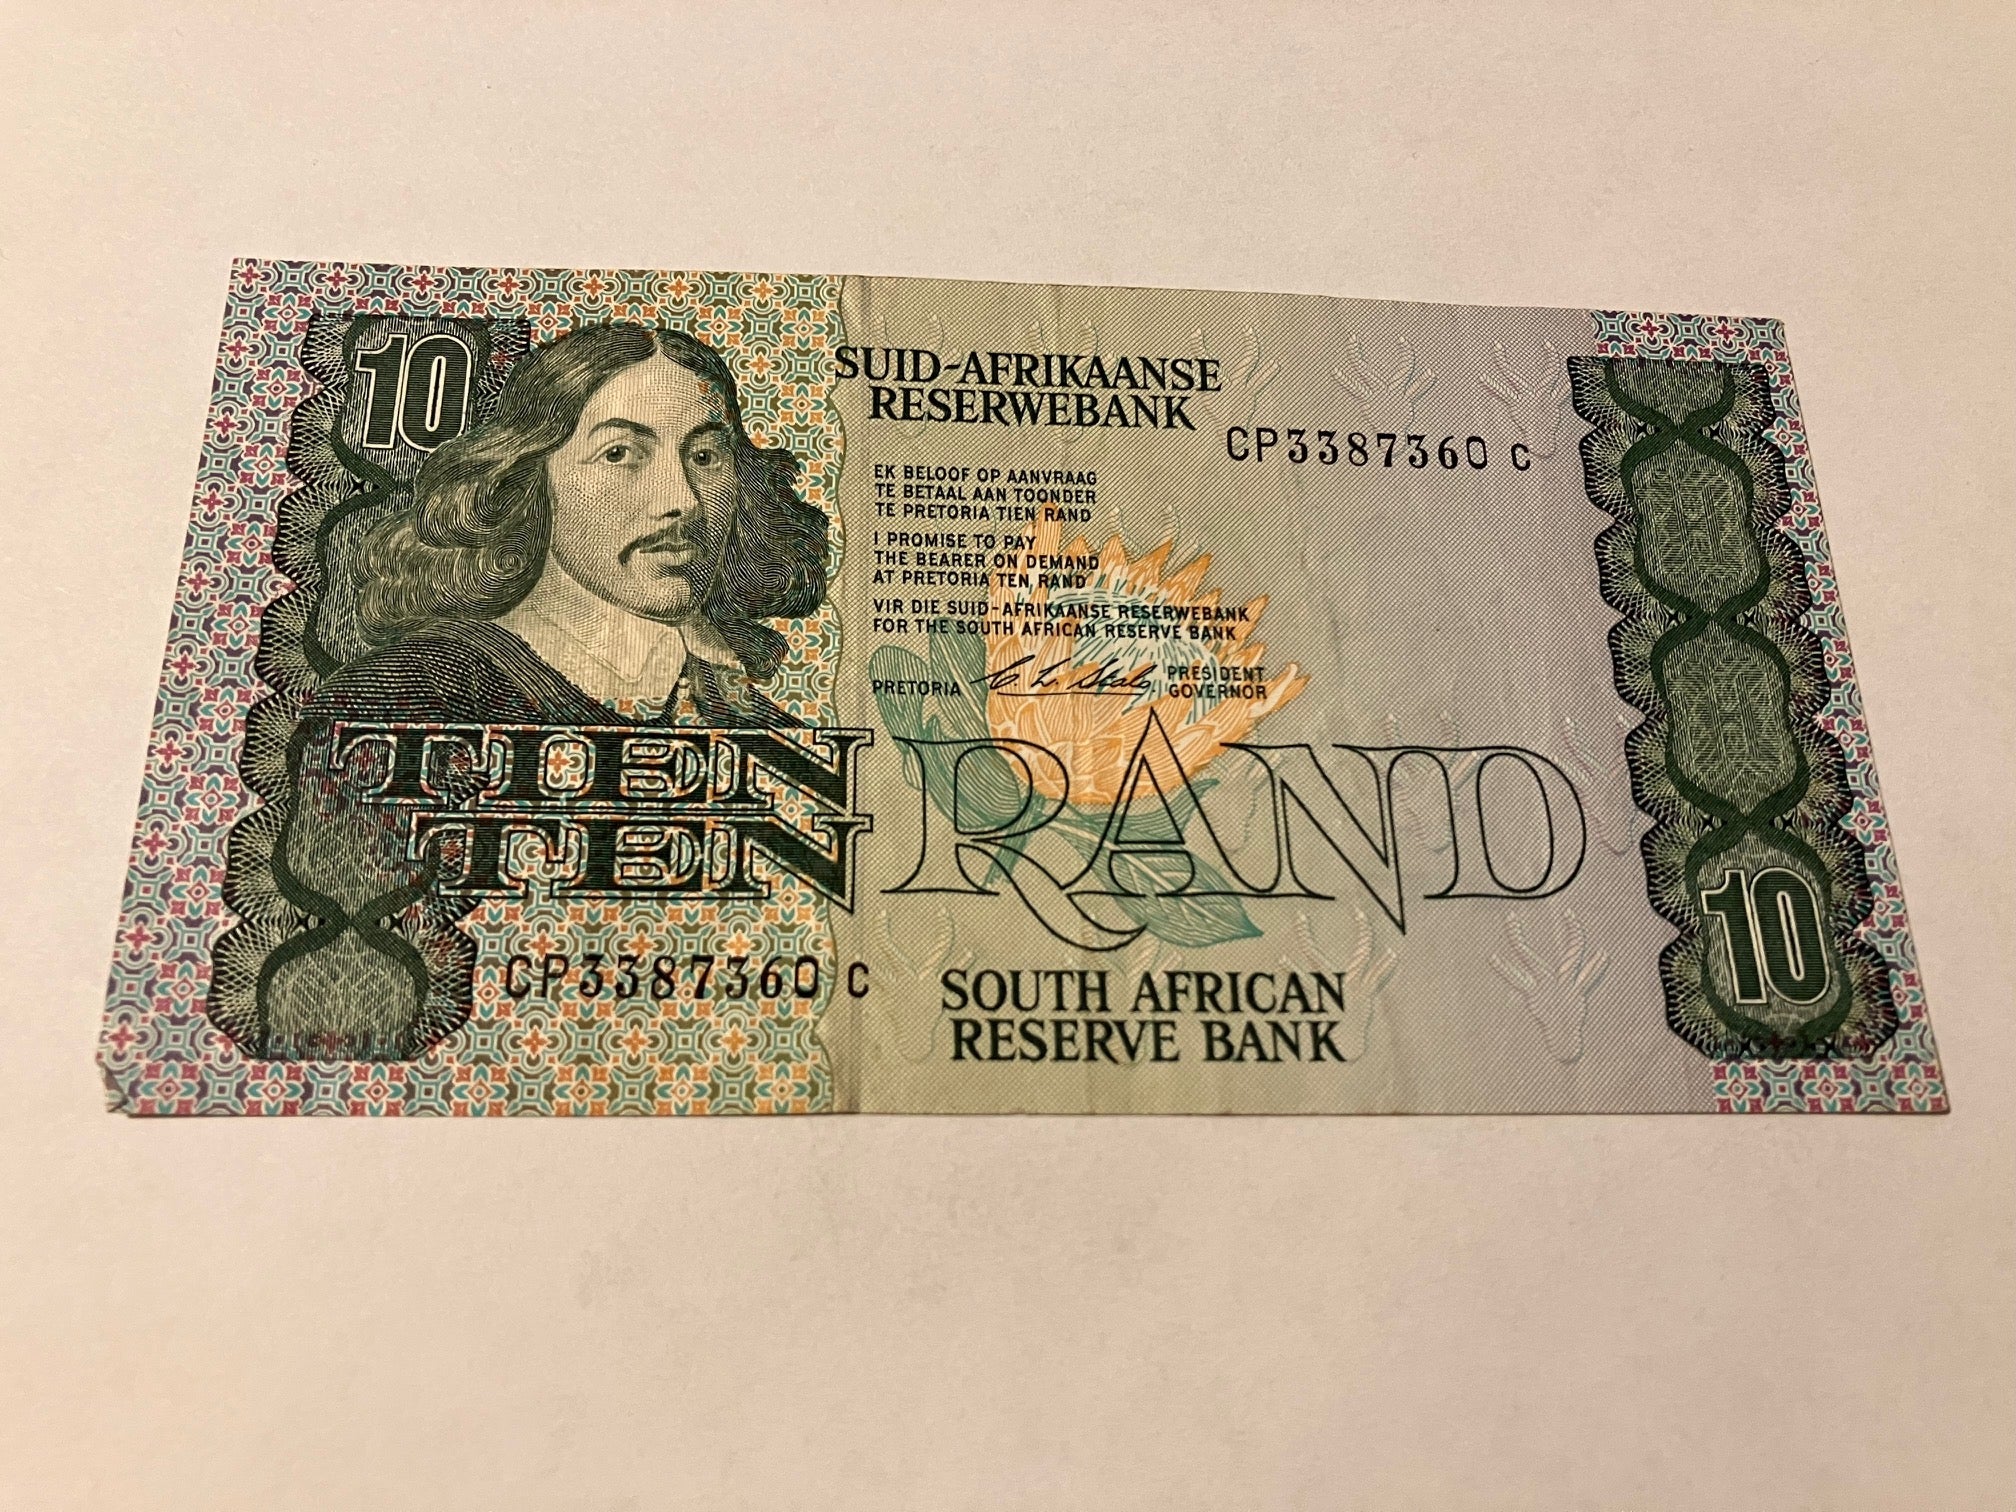 10
SUID-AFRIKAANSE
RESERWEBANK
CP3387360 C
EK BELOOF OP AANVRAAG
TE BETAAL AAN TOONDER
TE PRETORIA TIEN RAND
I PROMISE TO PAY
THE BEARER ON DEMAND
AT PRETORIA TEN RAND
VIR DIE SUID-AFRIKAANSE RESERWEBANK
FOR THE SOUTH AFRICAN RESERVE BANK
PRETORIA C L Stals PRESIDENT
GOVERNOR
TIEN
TEN RAND
10
CP3387360 C
SOUTH AFRICAN
RESERVE BANK